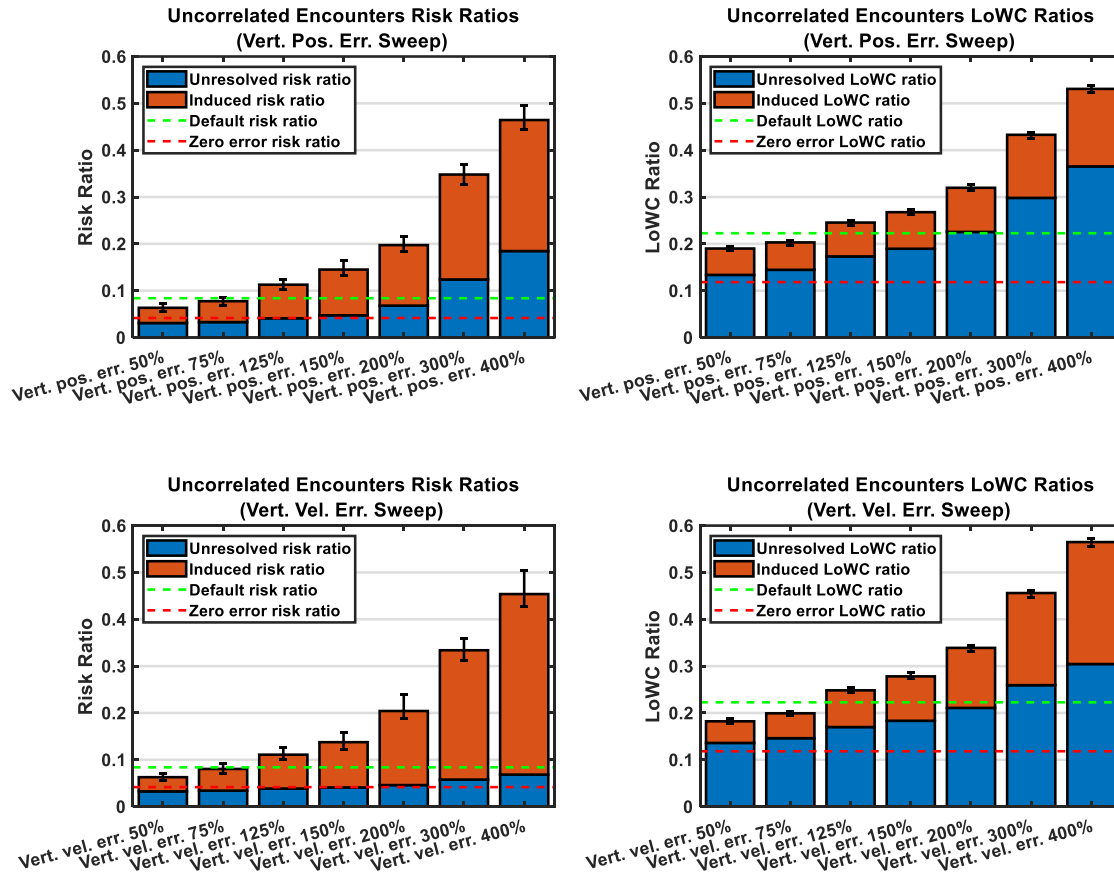 Uncorrelated Encounters Risk Ratios
(Vert. Pos. Err. Sweep)
0.6
0.5
0.4
0.3
0.2
0.1
0
Risk Ratio
Unresolved risk ratio
Induced risk ratio
Default risk ratio
Zero error risk ratio
Vert. pos. err. 50%
Vert. pos. err. 75%
Vert. pos. err. 125%
Vert. pos. err. 150%
Vert. pos. err. 200%
Vert. pos. err. 300%
Vert. pos. err. 400%
Uncorrelated Encounters LoWC Ratios
(Vert. Pos. Err. Sweep)
0.6
0.5
0.4
0.3
0.2
0.1
0
LoWC Ratio
Unresolved LoWC ratio
Induced LoWC ratio
Default LoWC ratio
Zero error LoWC ratio
Vert. pos. err. 50%
Vert. pos. err. 75%
Vert. pos. err. 125%
Vert. pos. err. 150%
Vert. pos. err. 200%
Vert. pos. err. 300%
Vert. pos. err. 400%
Uncorrelated Encounters Risk Ratios
(Vert. Vel. Err. Sweep)
0.6
0.5
0.4
0.3
0.2
0.1
0
Risk Ratio
Unresolved risk ratio
Induced risk ratio
Default risk ratio
Zero error risk ratio
Vert. vel. err. 50%
Vert. vel. err. 75%
Vert. vel. err. 125%
Vert. vel. err. 150%
Vert. vel. err. 200%
Vert. vel. err. 300%
Vert. vel. err. 400%
Uncorrelated Encounters LoWC Ratios
(Vert. Vel. Err. Sweep)
0.6
0.5
0.4
0.3
0.2
0.1
0
LoWC Ratio
Unresolved LoWC ratio
Induced LoWC ratio
Default LoWC ratio
Zero error LoWC ratio
Vert. vel. err. 50%
Vert. vel. err. 75%
Vert. vel. err. 125%
Vert. vel. err. 150%
Vert. vel. err. 200%
Vert. vel. err. 300%
Vert. vel. err. 400%